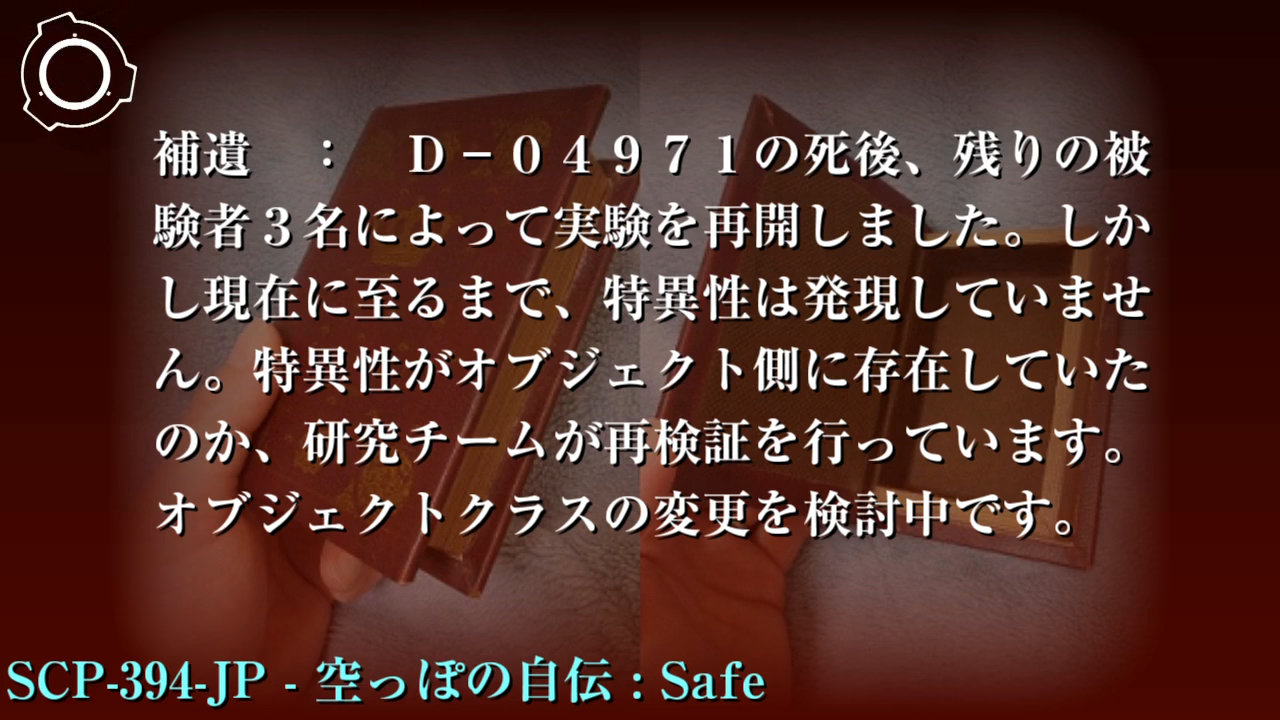 補遺　：　Ｄ－０４９７１の死後、残りの被
験者３名によって実験を再開しました。しか
し現在に至るまで、特異性は発現していませ
ん。特異性がオブジェクト側に存在していた
のか、研究チームが再検証を行っています。
オブジェクトクラスの変更を検討中です。
SCP-394-JP - 空っぽの自伝 : Safe